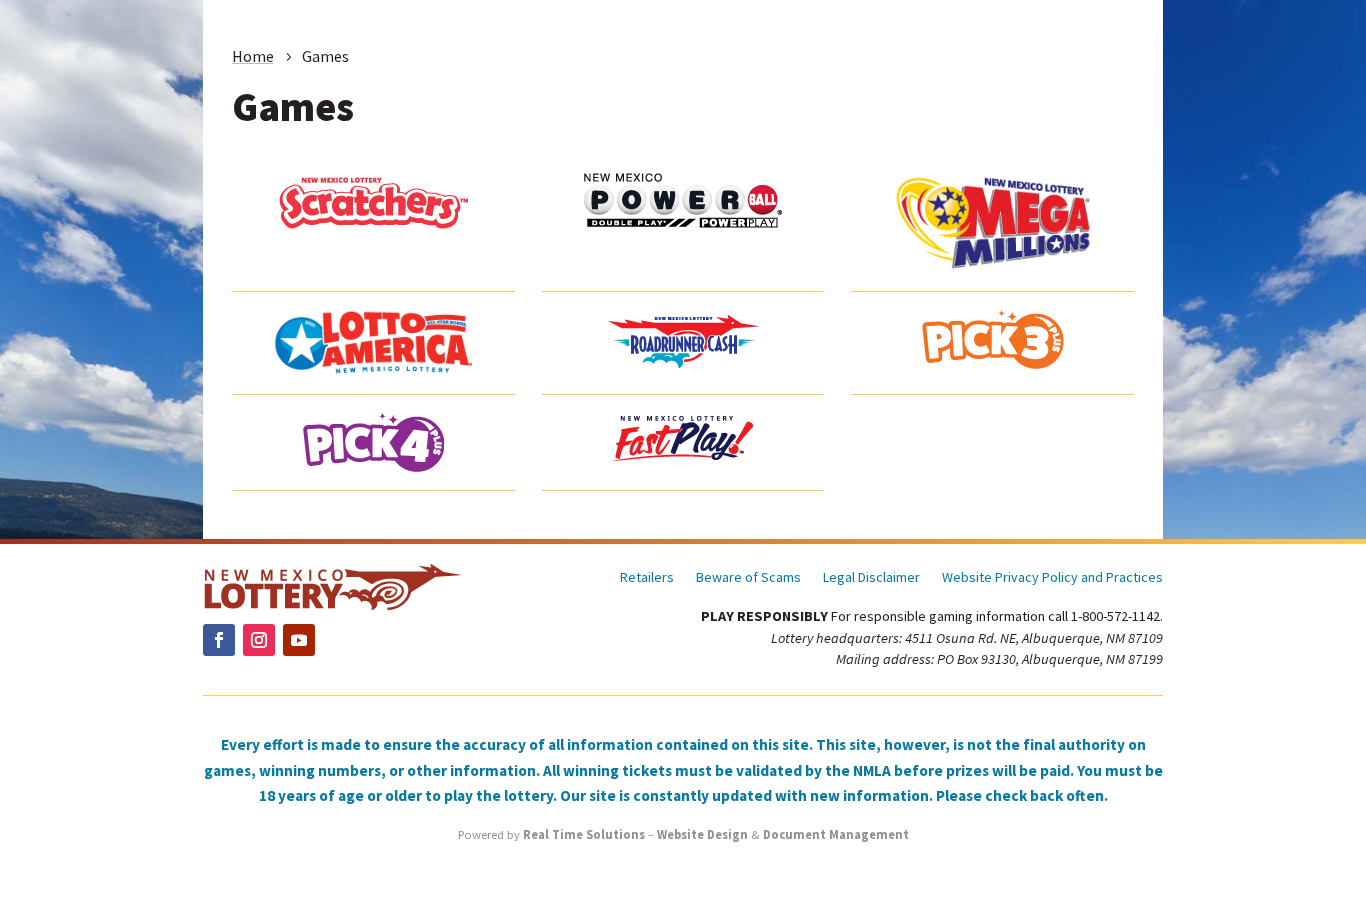 Home
Games
Games
NEW MEXICO LOTTERY
Scratchers™
NEW MEXICO
POWER BALL®
DOUBLE PLAY® POWERPLAY
NEW MEXICO LOTTERY
MEGA
MILLIONS
LOTTO
ALL STAR BONUS
AMERICA
NEW MEXICO LOTTERY
NEW MEXICO LOTTERY
ROADRUNNER CASH
PICK 3 PLUS
PICK 4 PLUS
NEW MEXICO LOTTERY
Fast Play!™
NEW MEXICO
LOTTERY
Retailers Beware of Scams Legal Disclaimer Website Privacy Policy and Practices
PLAY RESPONSIBLY For responsible gaming information call 1-800-572-1142.
Lottery headquarters: 4511 Osuna Rd. NE, Albuquerque, NM 87109
Mailing address: PO Box 93130, Albuquerque, NM 87199
Every effort is made to ensure the accuracy of all information contained on this site. This site, however, is not the final authority on
games, winning numbers, or other information. All winning tickets must be validated by the NMLA before prizes will be paid. You must be
18 years of age or older to play the lottery. Our site is constantly updated with new information. Please check back often.
Powered by Real Time Solutions – Website Design & Document Management